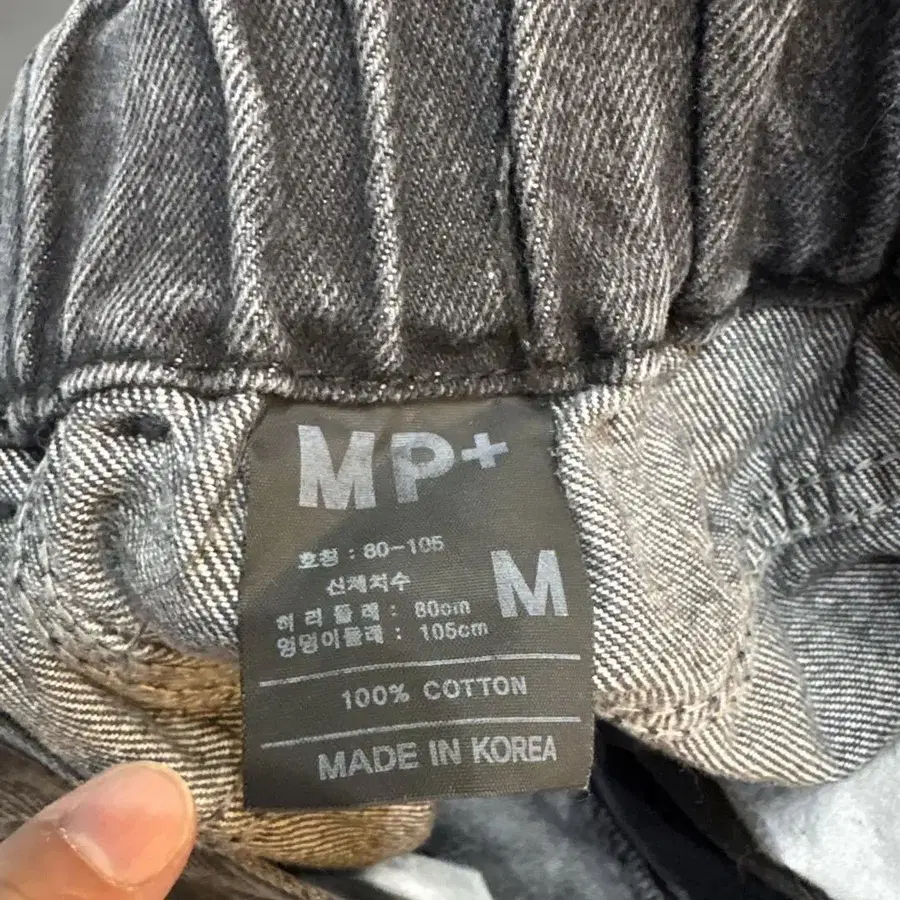 MP+
호칭 : 80-105
신체치수
M
허리둘레 : 80cm
엉덩이둘레 : 105cm
100% COTTON
MADE IN KOREA